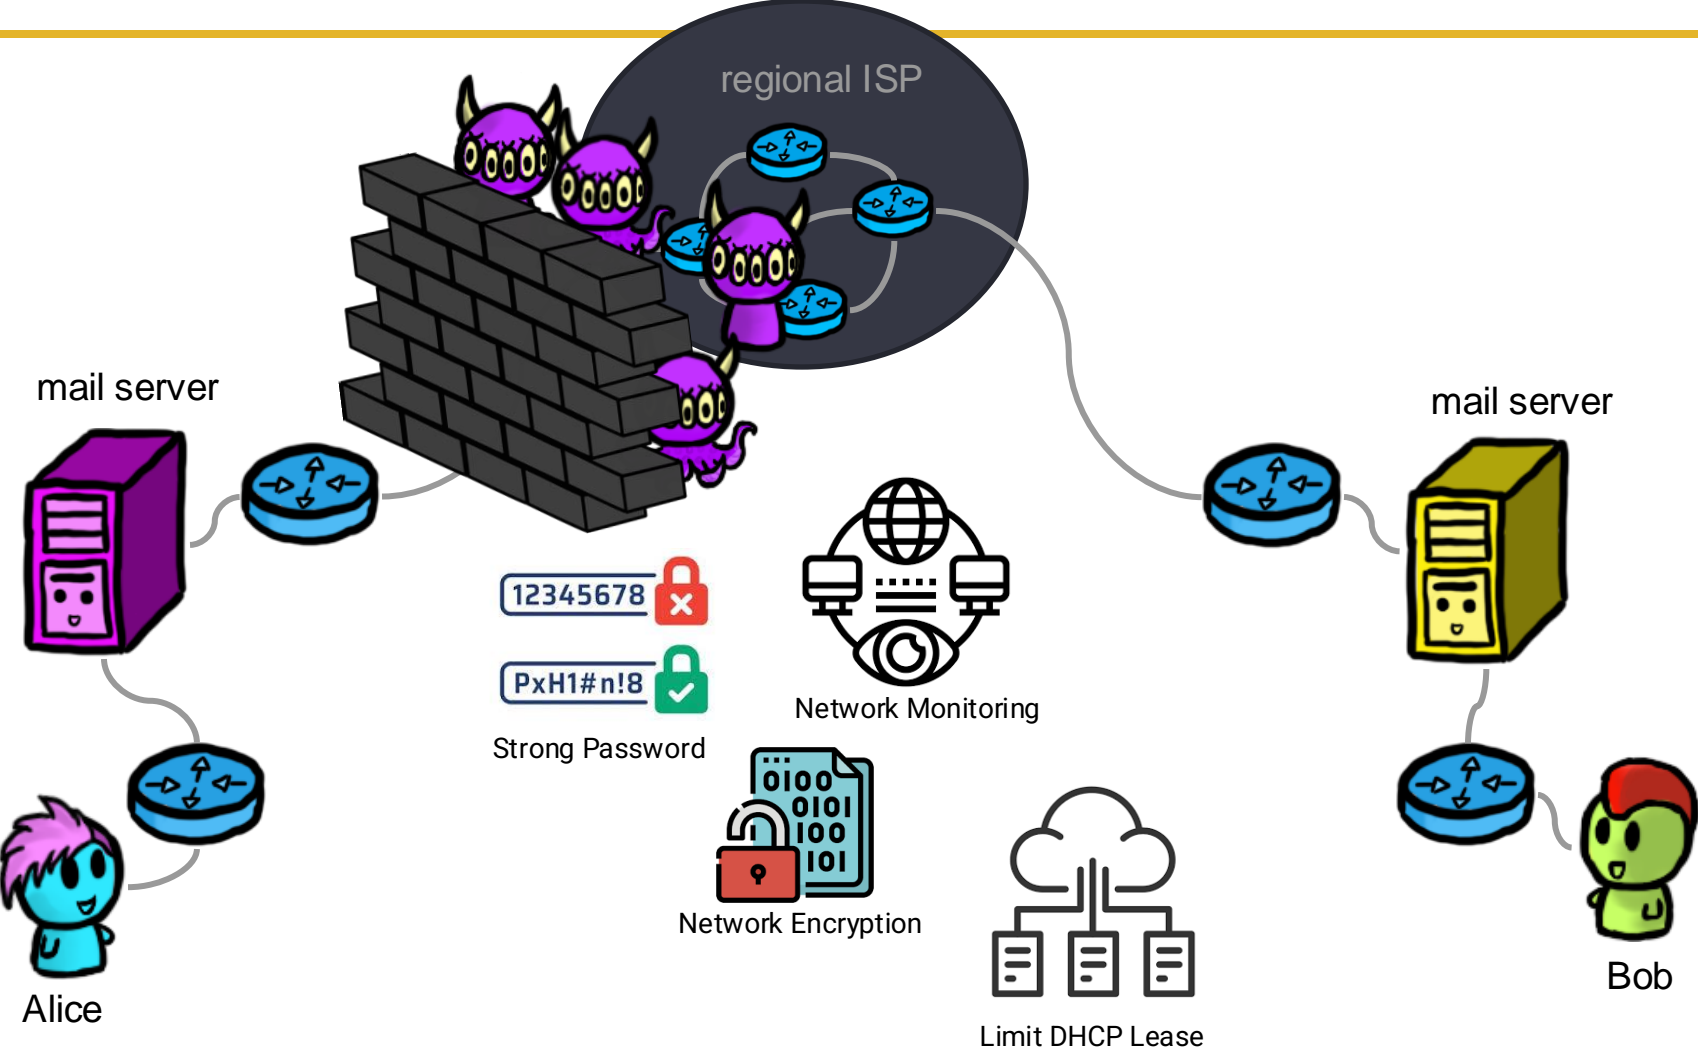 regional ISP
mail server
mail server
12345678
PxH1#n!8
Strong Password
Network Monitoring
0100
0101
100
101
Network Encryption
Limit DHCP Lease
Alice
Bob